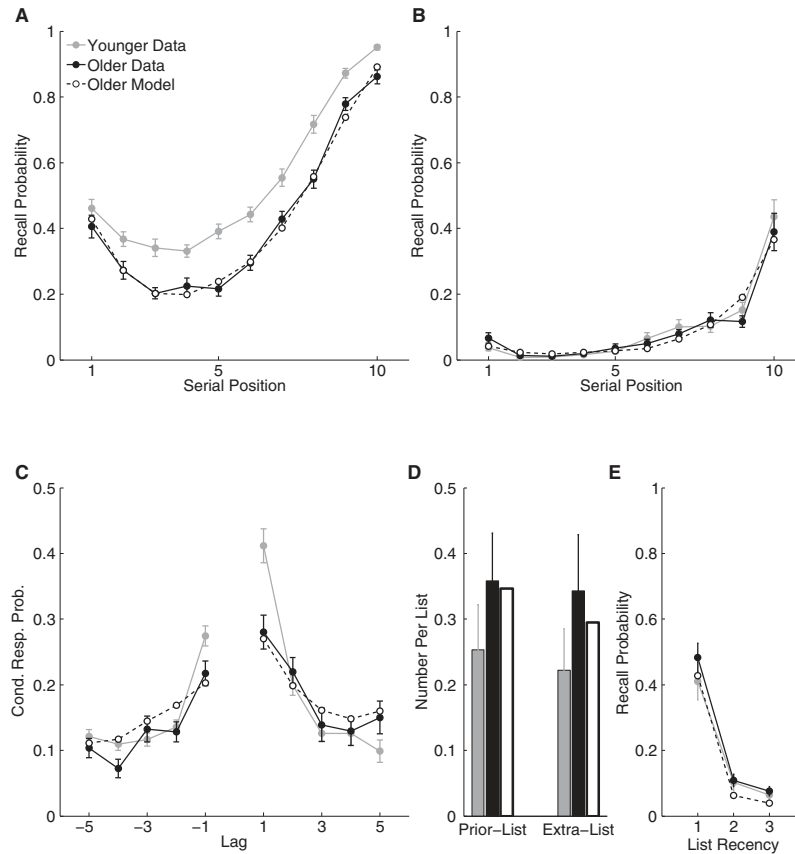 A
B
1
0.8
0.6
0.4
0.2
0
Recall Probability
Younger Data
Older Data
Older Model
1
5
10
Serial Position
1
0.8
0.6
0.4
0.2
0
Recall Probability
1
5
10
Serial Position
C
D
E
0.5
0.4
0.3
0.2
0.1
0
Cond. Resp. Prob.
−5
−3
−1
1
3
5
Lag
0.5
0.4
0.3
0.2
0.1
0
Number Per List
Prior−List
Extra−List
1
0.8
0.6
0.4
0.2
0
Recall Probability
1
2
3
List Recency